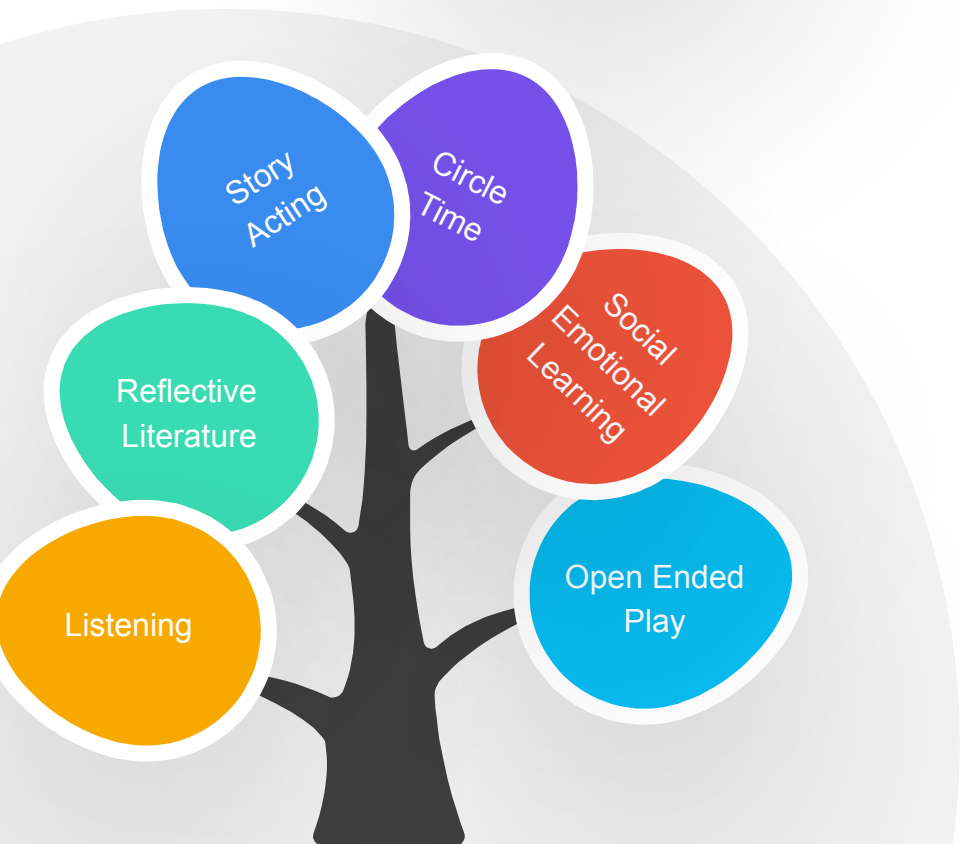 Story
Acting
Circle
Time
Social
Emotional
Learning
Reflective
Literature
Listening
Open Ended
Play